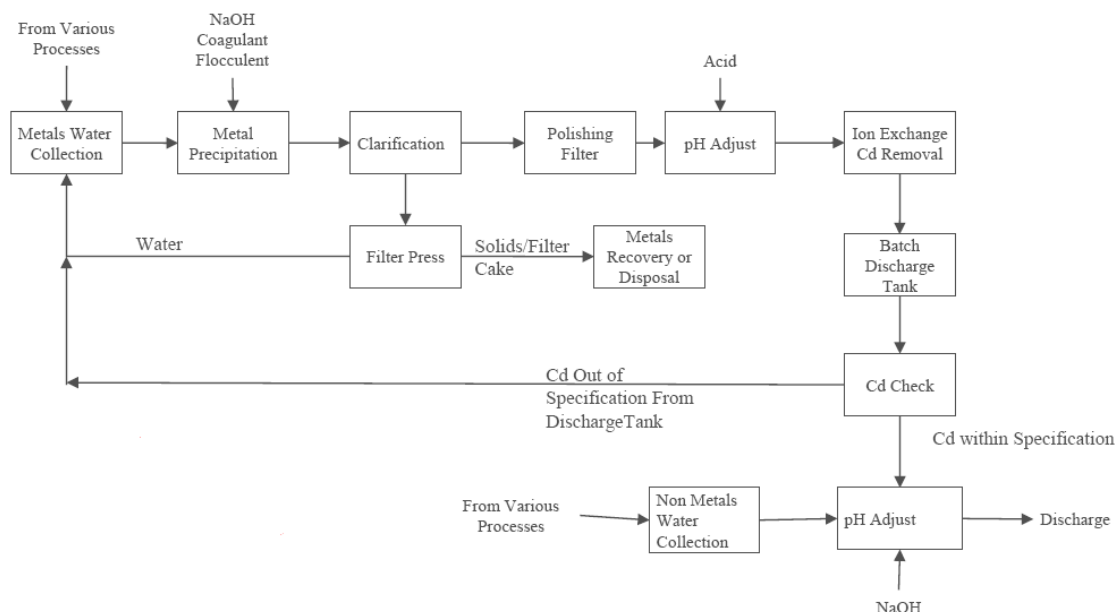 From Various
Processes
NaOH
Coagulant
Flocculent
Acid
Metals Water
Collection
Metal
Precipitation
Clarification
Polishing
Filter
pH Adjust
Ion Exchange
Cd Removal
Water
Filter Press
Solids/Filter
Cake
Metals
Recovery or
Disposal
Batch
Discharge
Tank
Cd Out of
Specification From
DischargeTank
Cd Check
Cd within Specification
From Various
Processes
Non Metals
Water
Collection
pH Adjust
Discharge
NaOH